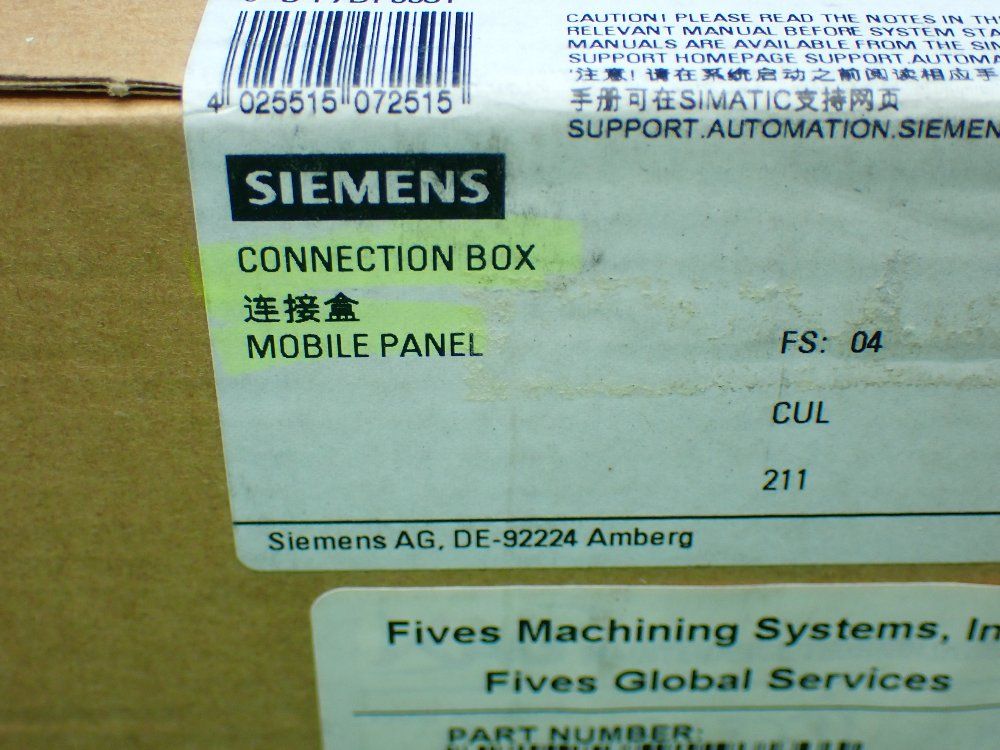 4 025515 072515
CAUTION! PLEASE READ THE NOTES IN TH
RELEVANT MANUAL BEFORE SYSTEM STA
MANUALS ARE AVAILABLE FROM THE SIM
SUPPORT HOMEPAGE SUPPORT.AUTOMA
'注意! 请在系统启动之前阅读相应手
手册可在SIMATIC支持网页
SUPPORT.AUTOMATION.SIEMEN
SIEMENS
CONNECTION BOX
连接盒
MOBILE PANEL
FS: 04
CUL
211
Siemens AG, DE-92224 Amberg
Fives Machining Systems, In
Fives Global Services
PART NUMBER: